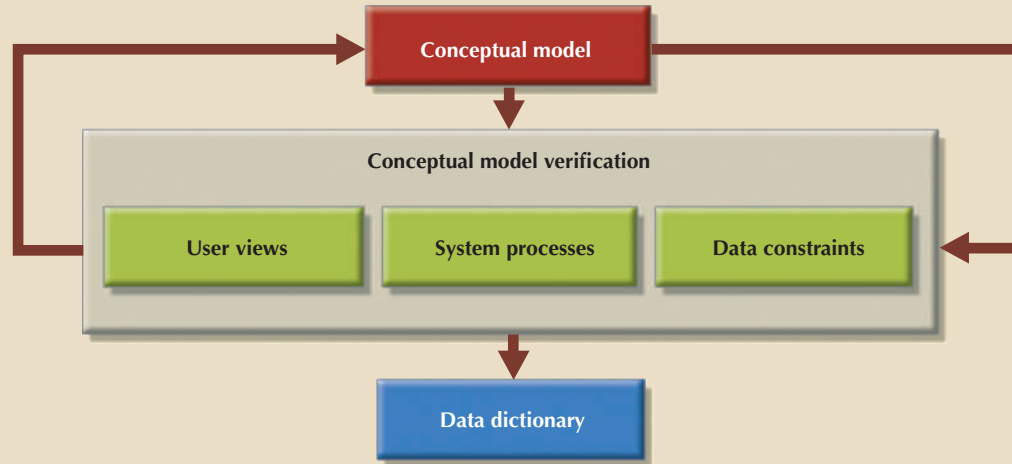 Conceptual model
Conceptual model verification
User views
System processes
Data constraints
Data dictionary